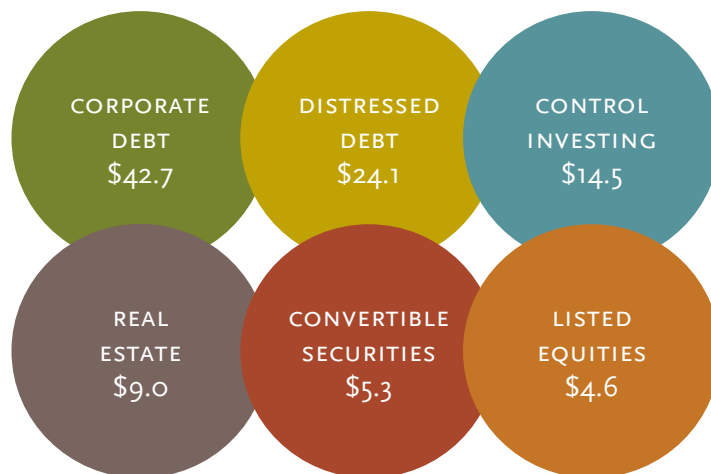 CORPORATE
DEBT
$42.7
DISTRESSED
DEBT
$24.1
CONTROL
INVESTING
$14.5
REAL
ESTATE
$9.0
CONVERTIBLE
SECURITIES
$5.3
LISTED
EQUITIES
$4.6